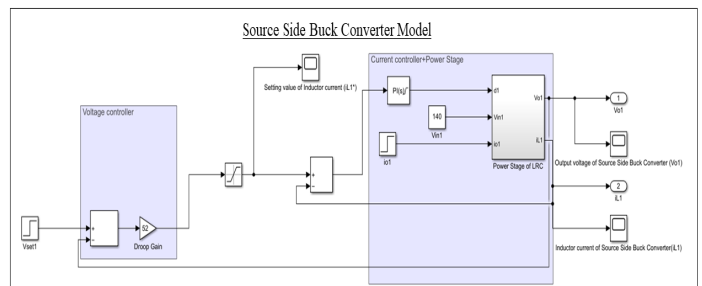 Source Side Buck Converter Model
Current controller+Power Stage
Setting value of Inductor current (iL1*)
PI(s)/˜
d1
Vo1
1
Vo1
Voltage controller
140
Vin1
Vin1
iL1
io1
io1
Power Stage of LRC
Output voltage of Source Side Buck Converter (Vo1)
+
−
2
iL1
Vset1
+
−
52
Droop Gain
Inductor current of Source Side Buck Converter(iL1)